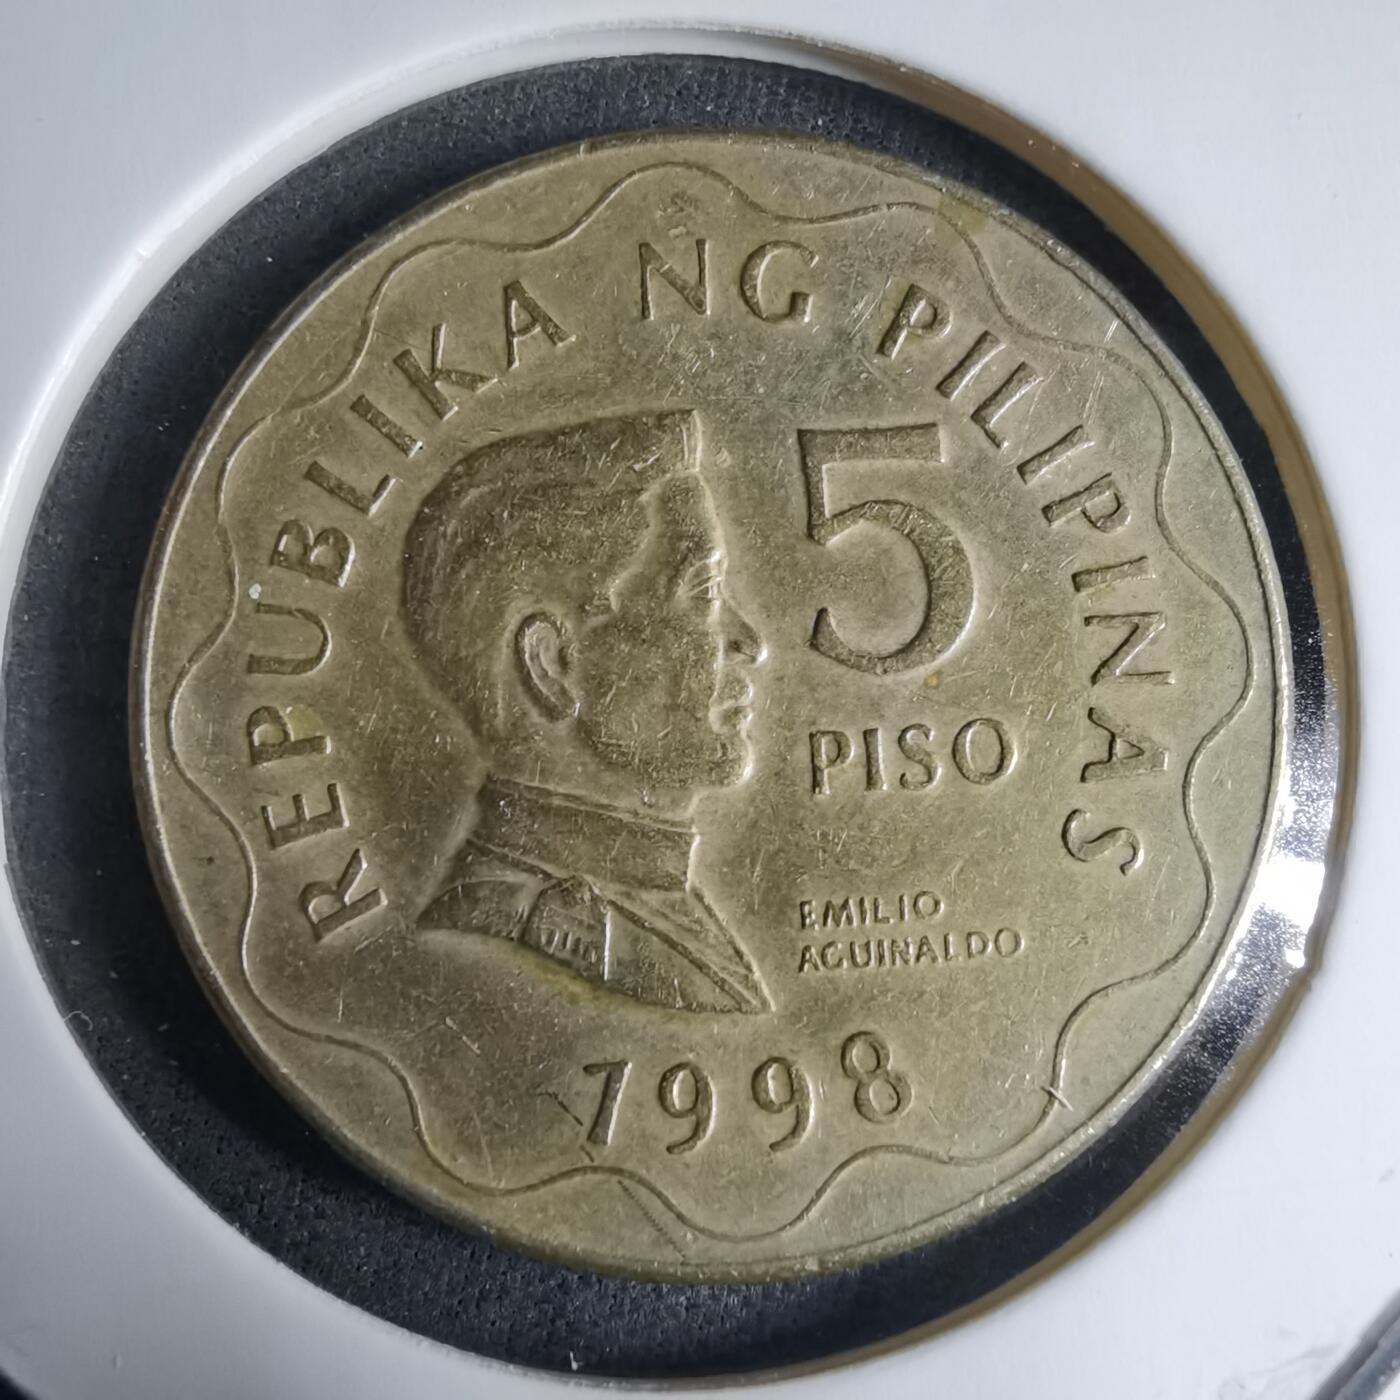 REPUBLIKA NG PILIPINAS
5
PISO
EMILIO
AGUINALDO
1998